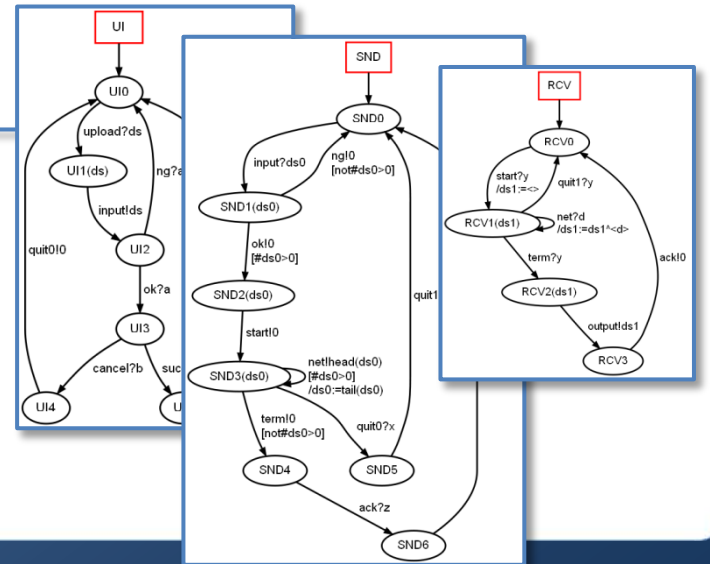 UI
UI0
upload?ds
UI1(ds)
ng?a
input!ds
quit0!0
UI2
ok?a
UI3
cancel?b
suc
UI4
U
SND
SND0
input?ds0
ng!0
[not#ds0>0]
SND1(ds0)
ok!0
[#ds0>0]
SND2(ds0)
quit1
start!0
net!head(ds0)
[#ds0>0]
/ds0:=tail(ds0)
SND3(ds0)
term!0
[not#ds0>0]
quit0?x
SND4
SND5
ack?z
SND6
RCV
RCV0
start?y
/ds1:=<>
quit1?y
RCV1(ds1)
net?d
/ds1:=ds1^<d>
ack!0
term?y
RCV2(ds1)
output!ds1
RCV3